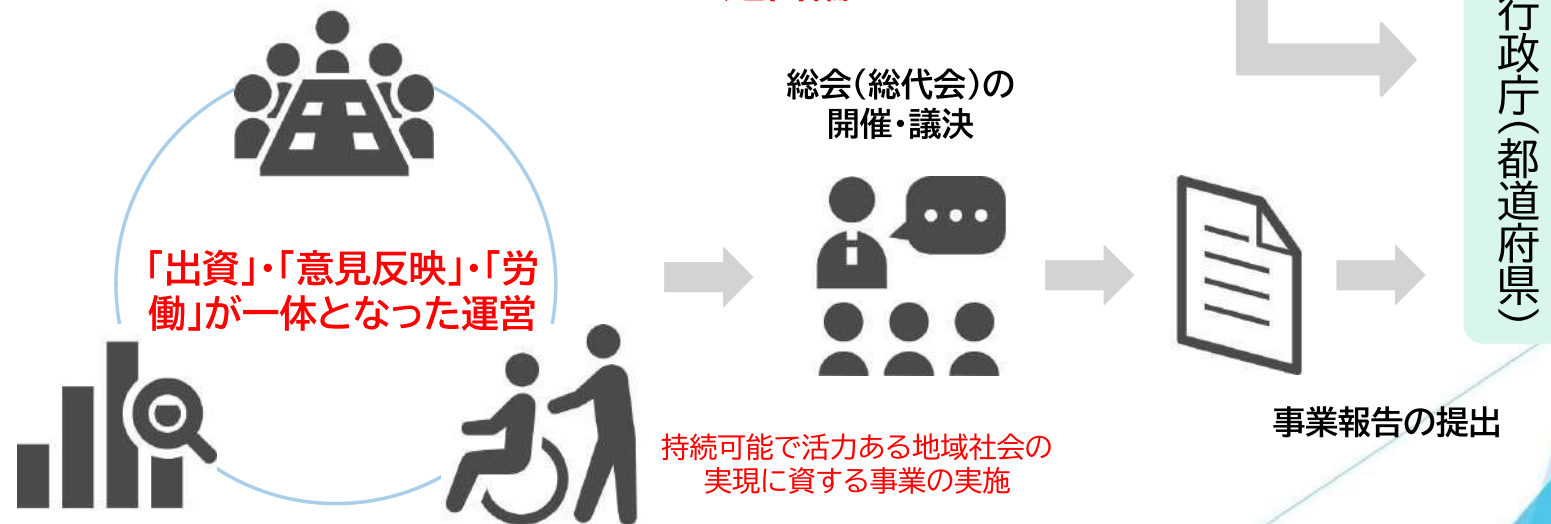 総会(総代会)の
開催・議決
「出資」・「意見反映」・「労
働」が一体となった運営
持続可能で活力ある地域社会の
実現に資する事業の実施
事業報告の提出
行政庁(都道府県)